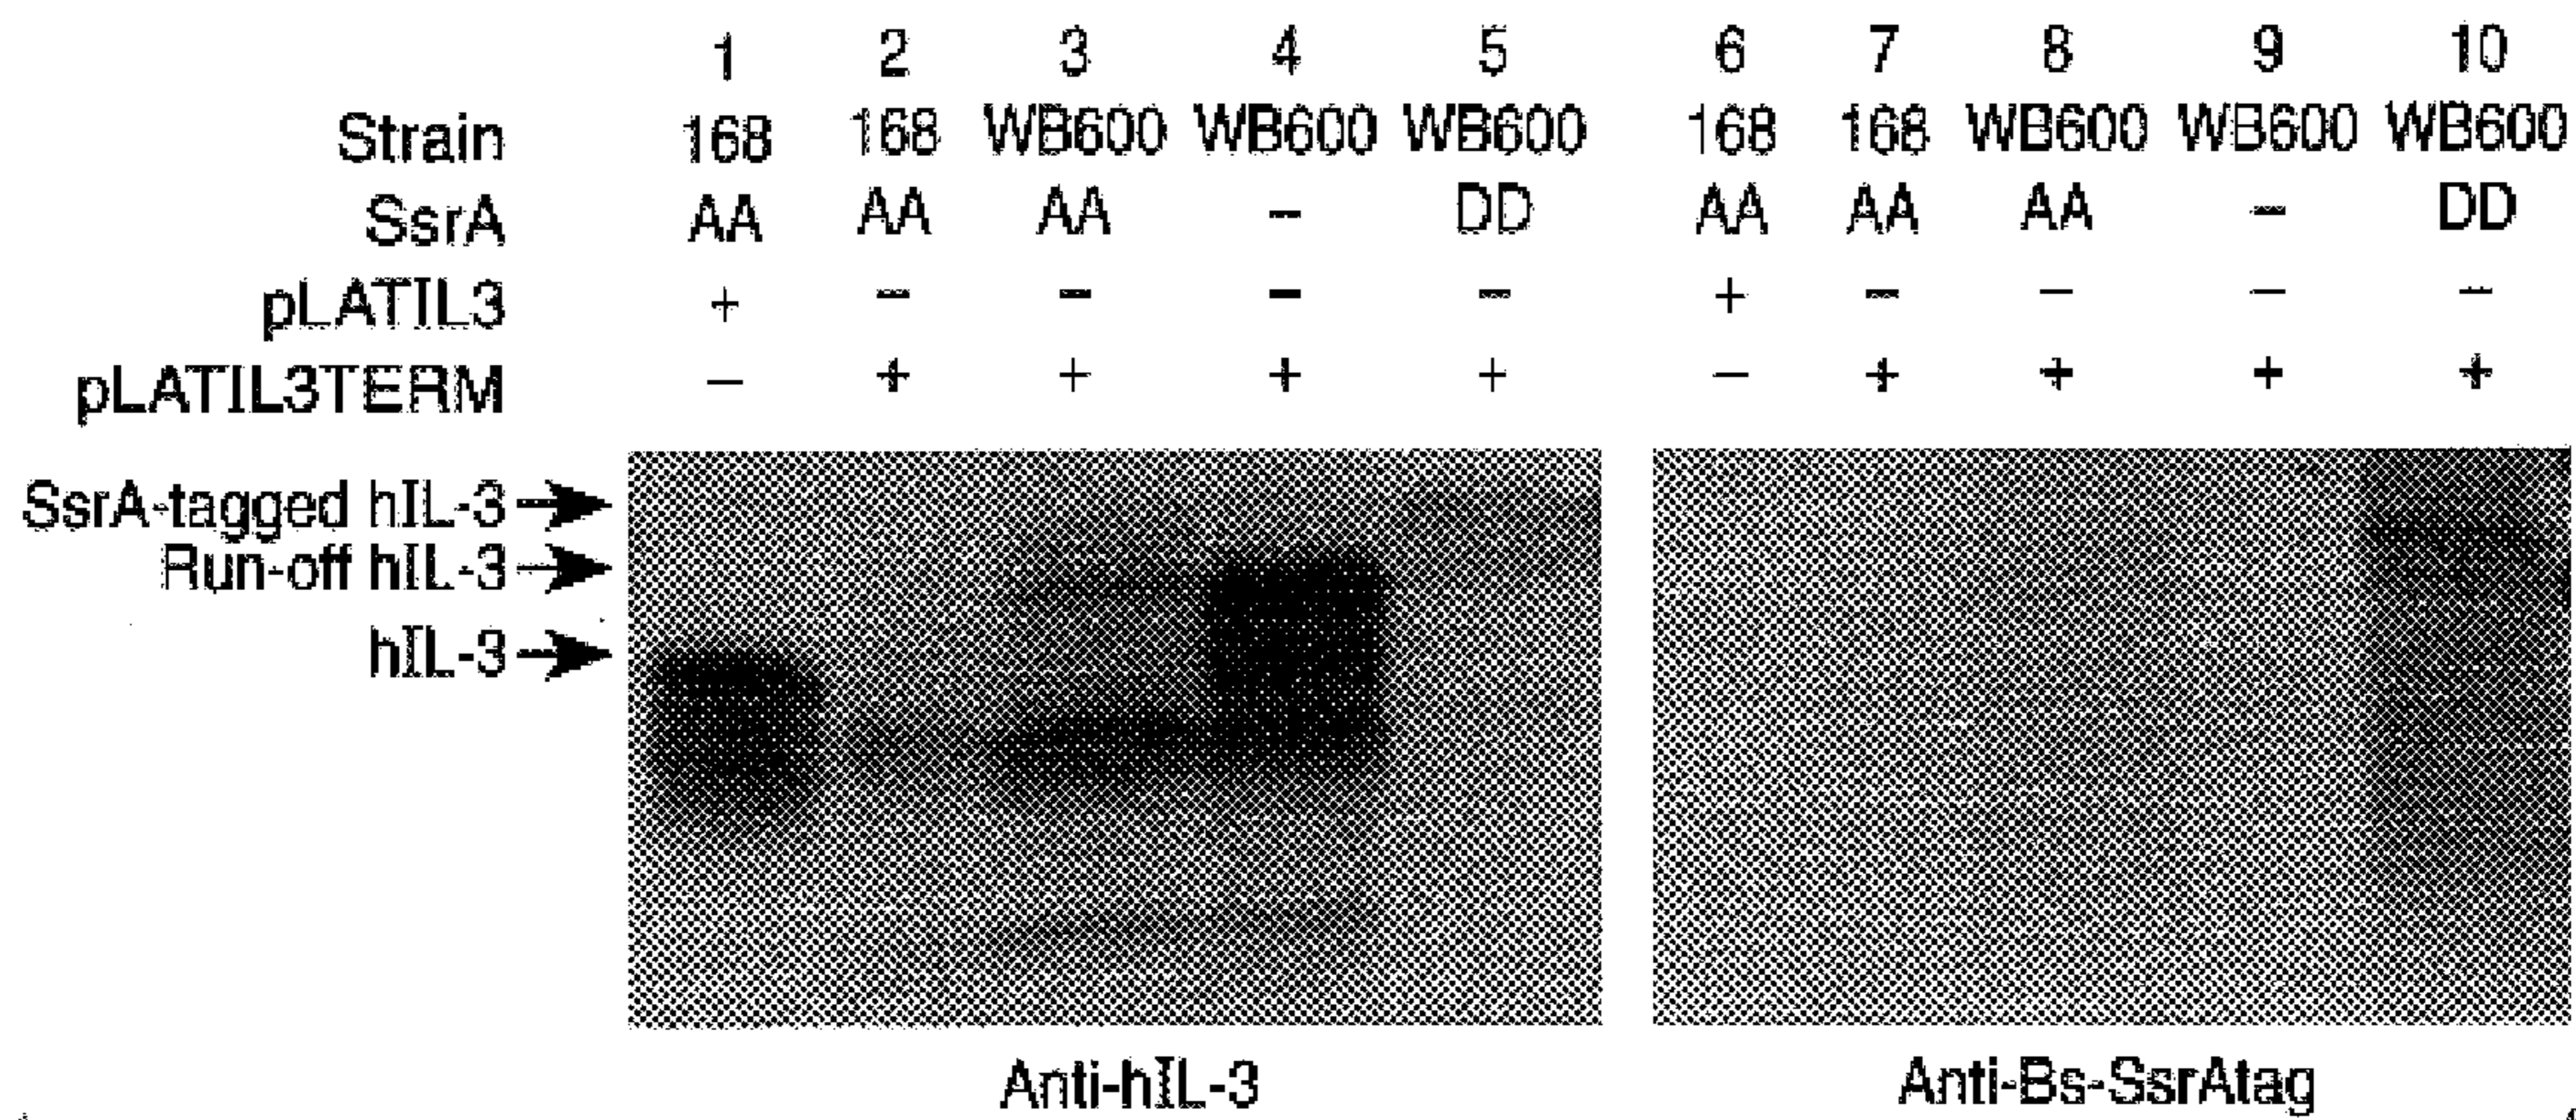 1 2 3 4 5 6 7 8 9 10
Strain 168 168 WB600 WB600 WB600 168 168 WB600 WB600 WB600
SsrA AA AA AA – DD AA AA AA – DD
pLATIL3 + – – – – + – – – –
pLATIL3TERM – + + + + – + + + +
SsrA-tagged hIL-3
Run-off hIL-3
hIL-3
Anti-hIL-3 Anti-Bs-SsrAtag